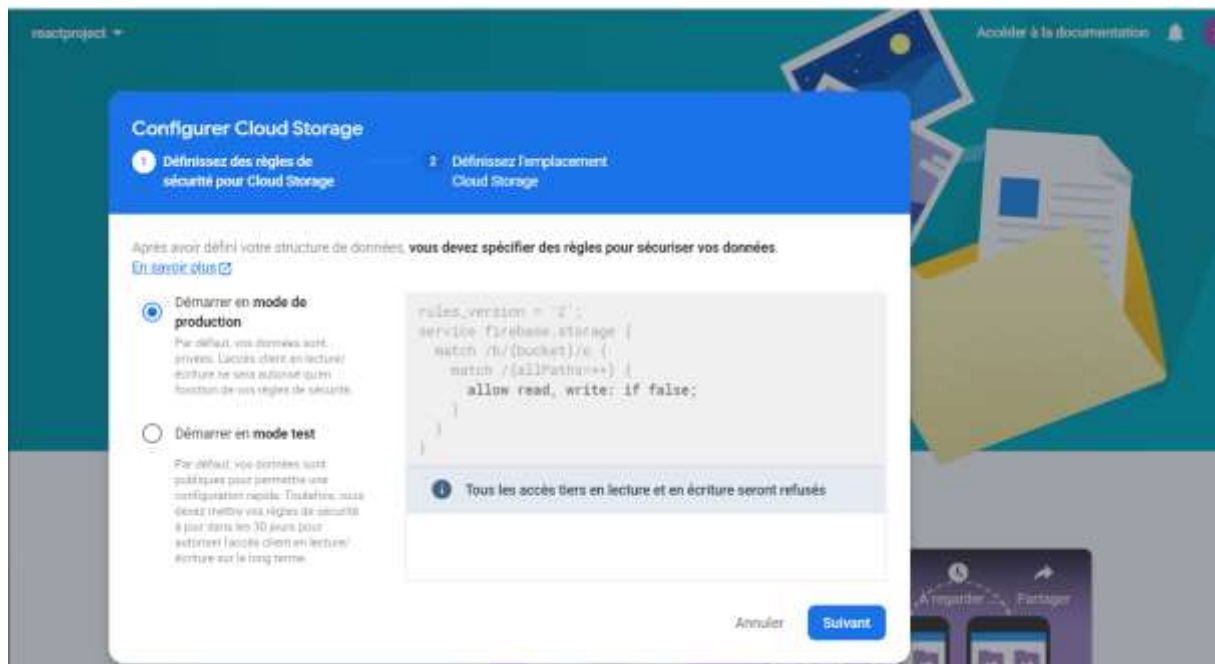 reactproject
Accéder à la documentation
Configurer Cloud Storage
1 Définissez des règles de
sécurité pour Cloud Storage
2 Définissez l'emplacement
Cloud Storage
Après avoir défini votre structure de données, vous devez spécifier des règles pour sécuriser vos données.
En savoir plus
Démarrer en mode de
production
Par défaut, vos données sont
privées. L'accès client en lecture/
écriture ne sera autorisé qu'en
fonction de vos règles de sécurité.
Démarrer en mode test
Par défaut, vos données sont
publiques pour permettre une
configuration rapide. Toutefois, vous
devez mettre vos règles de sécurité
à jour dans les 30 jours pour
autoriser l'accès client en lecture/
écriture sur le long terme.
rules_version = '2';
service firebase.storage {
match /b/{bucket}/o {
match /{allPaths=**} {
allow read, write: if false;
}
}
}
Tous les accès tiers en lecture et en écriture seront refusés
Annuler
Suivant
À regarder ...
Partager